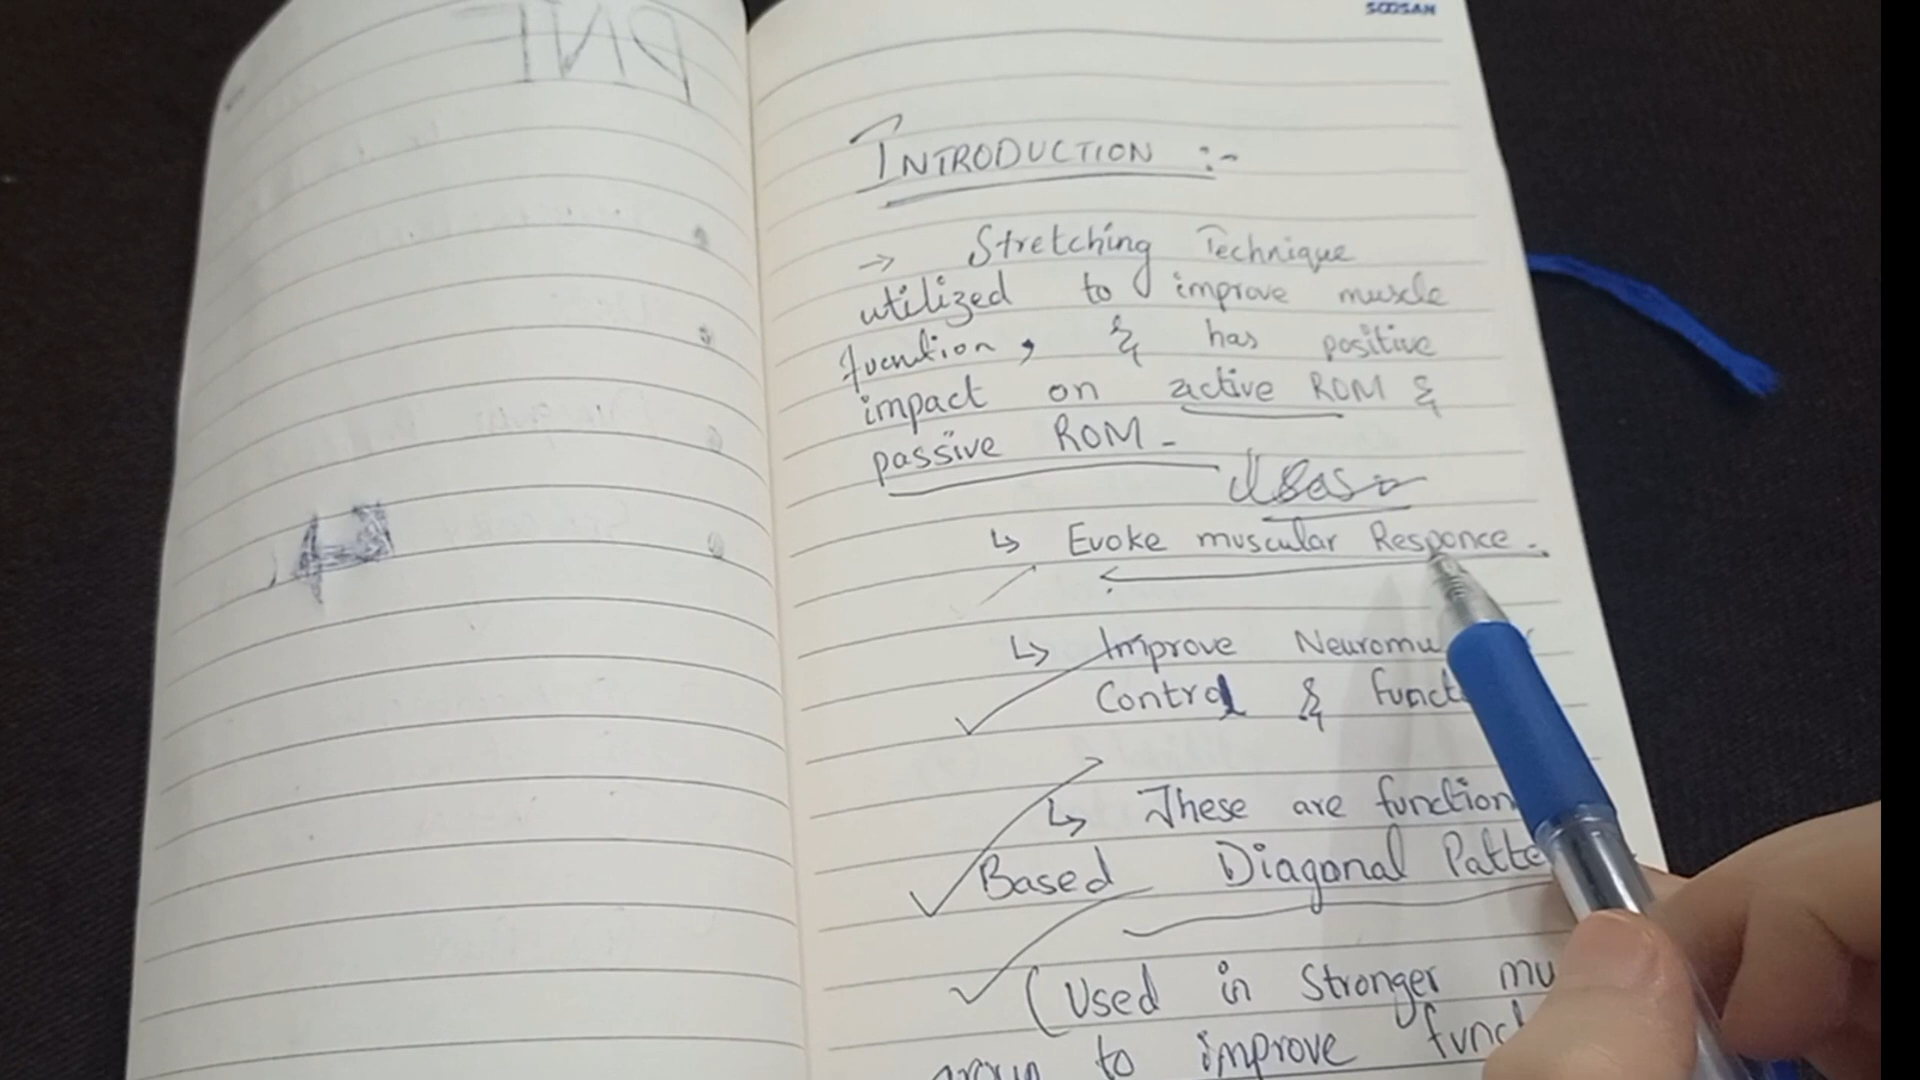 SOOSAN
PNF
INTRODUCTION :-
→ Stretching Technique
utilized to improve muscle
function, & has positive
impact on active ROM &
passive ROM -
↳ Evoke muscular Responce.
↳ Improve Neuromu
Control & funct
↳ These are function
Based Diagonal Patte
(Used in Stronger mu
group to improve func